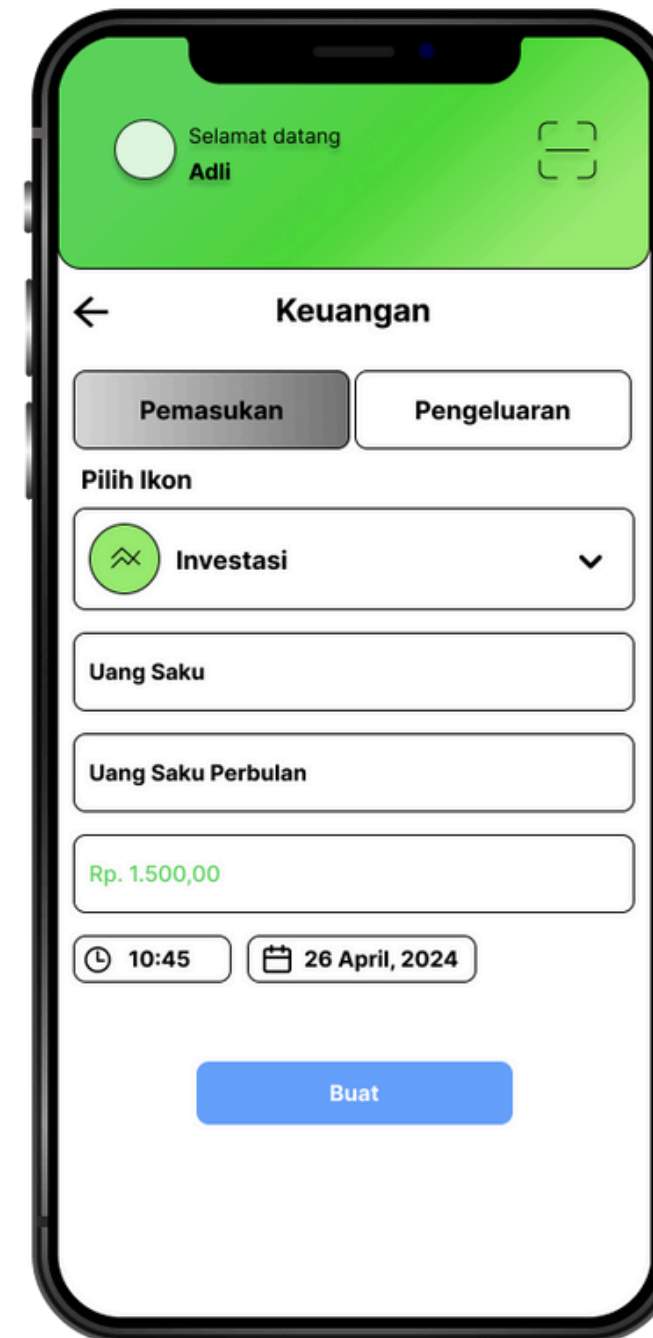 Selamat datang
Adli
Keuangan
Pemasukan Pengeluaran
Pilih Ikon
Investasi
Uang Saku
Uang Saku Perbulan
Rp. 1.500,00
10:45 26 April, 2024
Buat